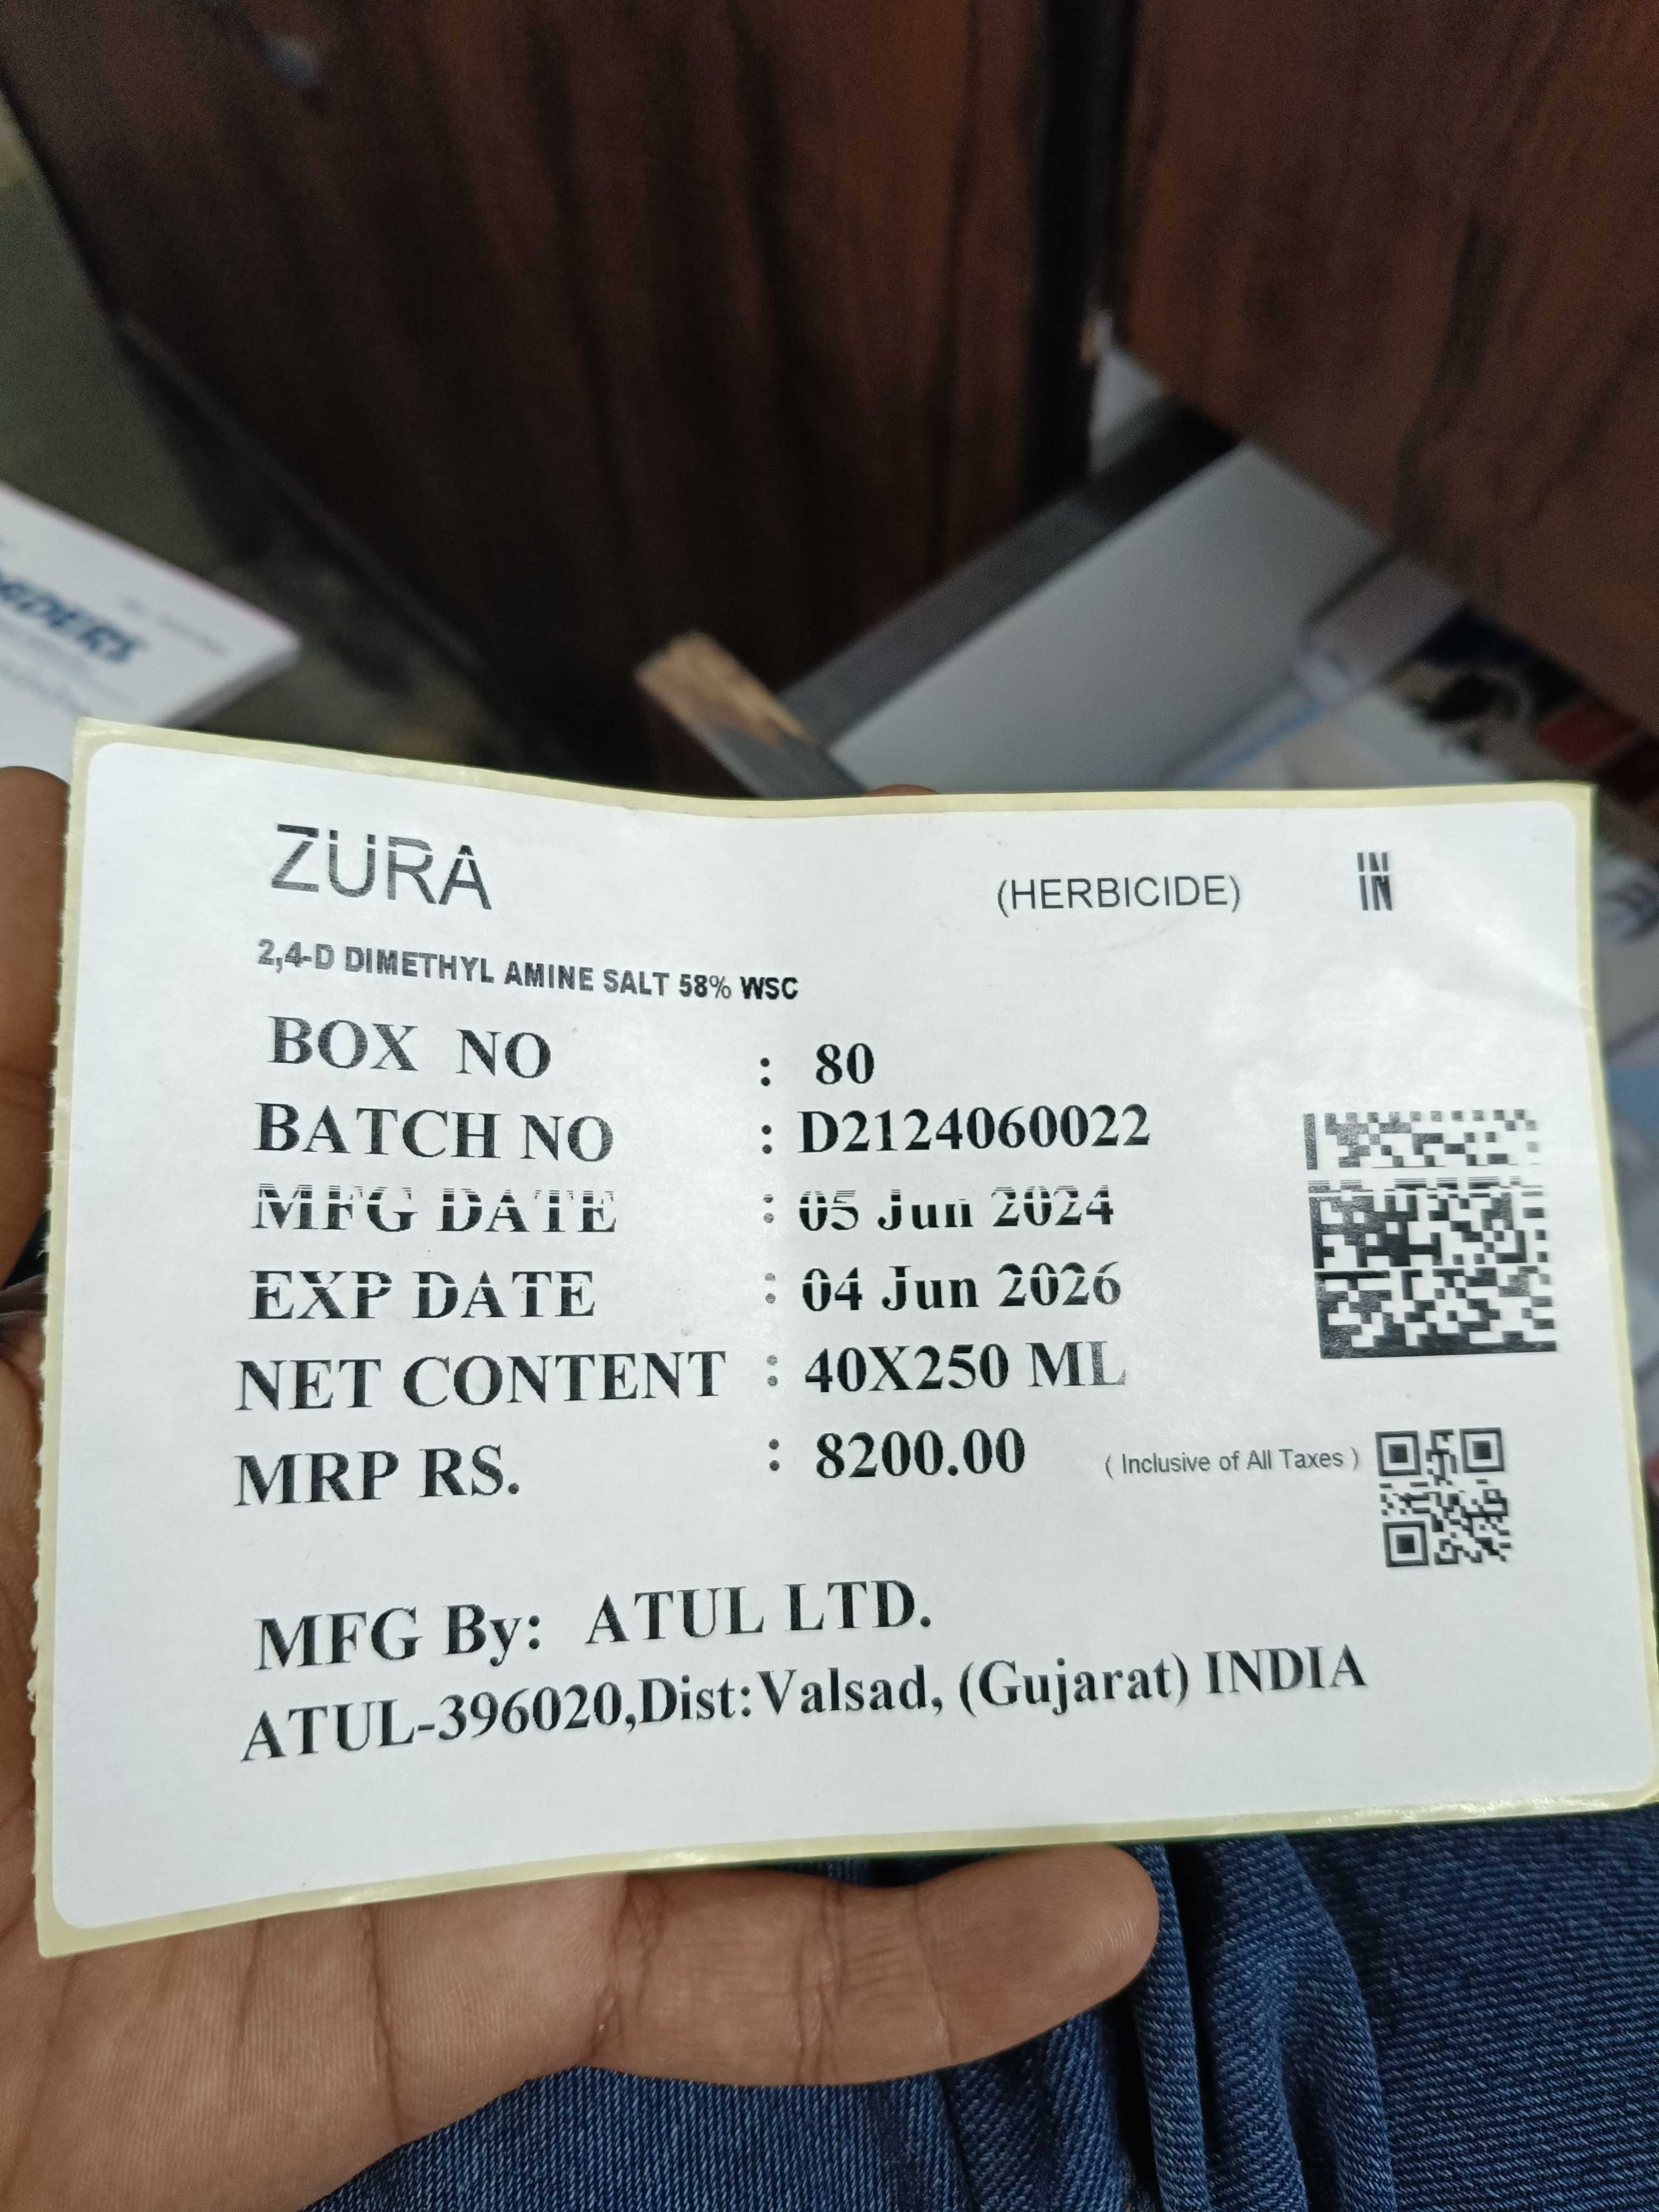 ZURA (HERBICIDE) IN
2,4-D DIMETHYL AMINE SALT 58% WSC
BOX NO : 80
BATCH NO : D2124060022
MFG DATE : 05 Jun 2024
EXP DATE : 04 Jun 2026
NET CONTENT : 40X250 ML
MRP RS. : 8200.00 ( Inclusive of All Taxes )
MFG By: ATUL LTD.
ATUL-396020,Dist:Valsad, (Gujarat) INDIA